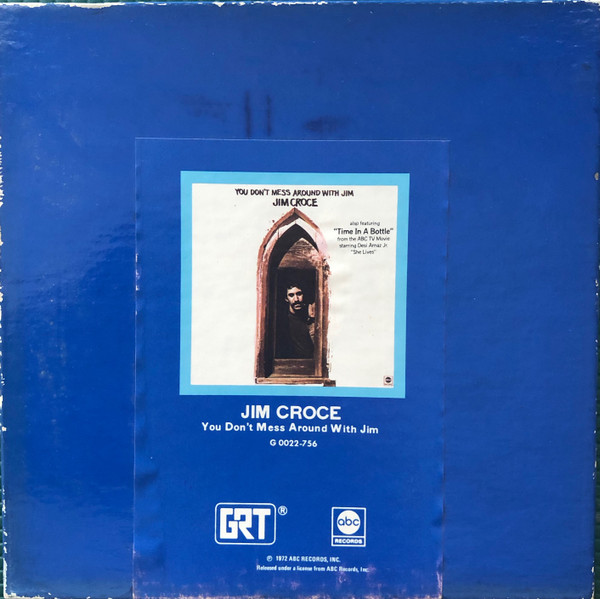 YOU DON'T MESS AROUND WITH JIM
JIM CROCE
also featuring
"Time In A Bottle"
from the ABC TV Movie
starring Desi Arnaz Jr.
"She Lives"
JIM CROCE
You Don't Mess Around With Jim
G 0022-756
GRT®
abc
RECORDS
℗ 1972 ABC RECORDS, INC.
Released under a license from ABC Records, Inc.